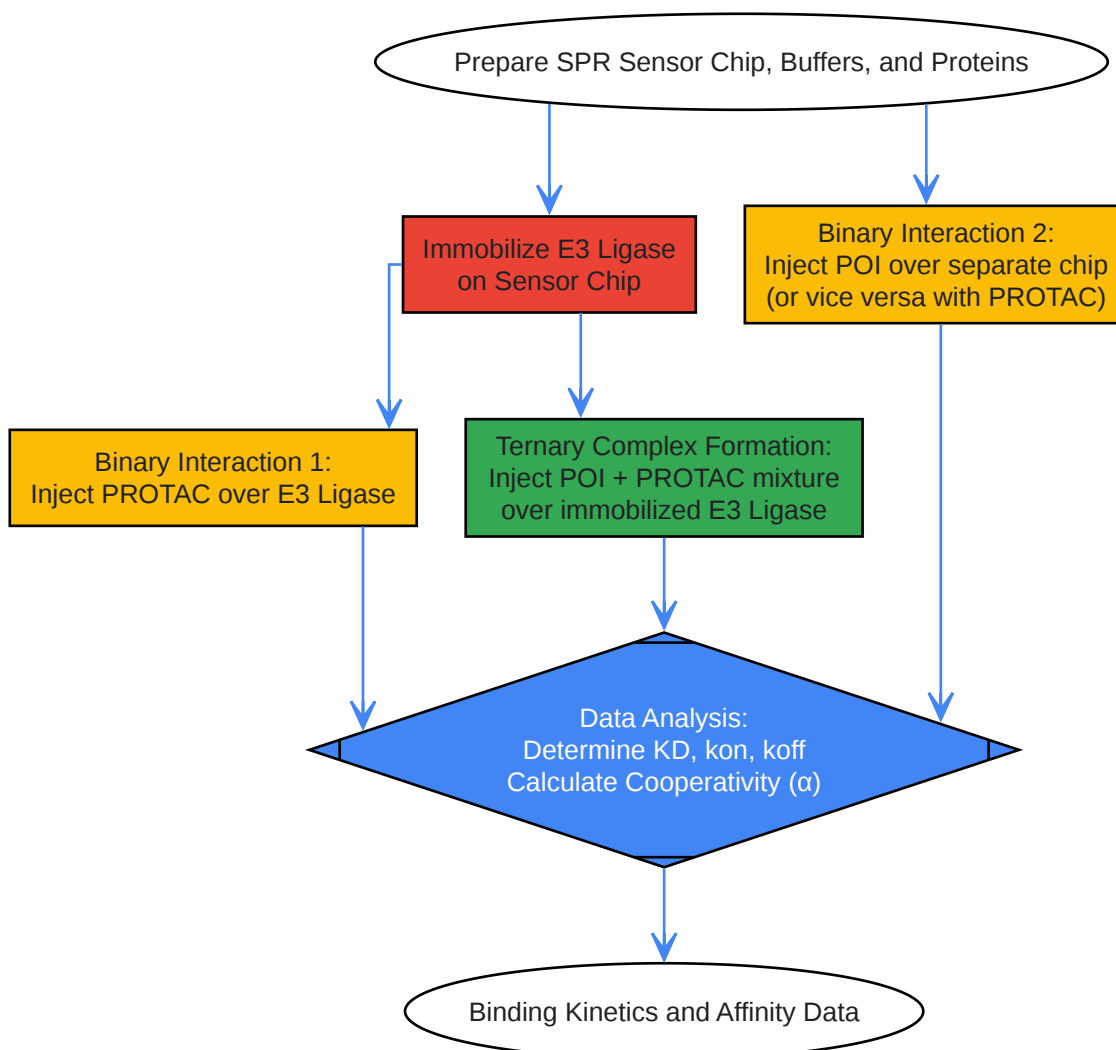 Prepare SPR Sensor Chip, Buffers, and Proteins
Immobilize E3 Ligase
on Sensor Chip
Binary Interaction 2:
Inject POI over separate chip
(or vice versa with PROTAC)
Binary Interaction 1:
Inject PROTAC over E3 Ligase
Ternary Complex Formation:
Inject POI + PROTAC mixture
over immobilized E3 Ligase
Data Analysis:
Determine KD, kon, koff
Calculate Cooperativity (α)
Binding Kinetics and Affinity Data